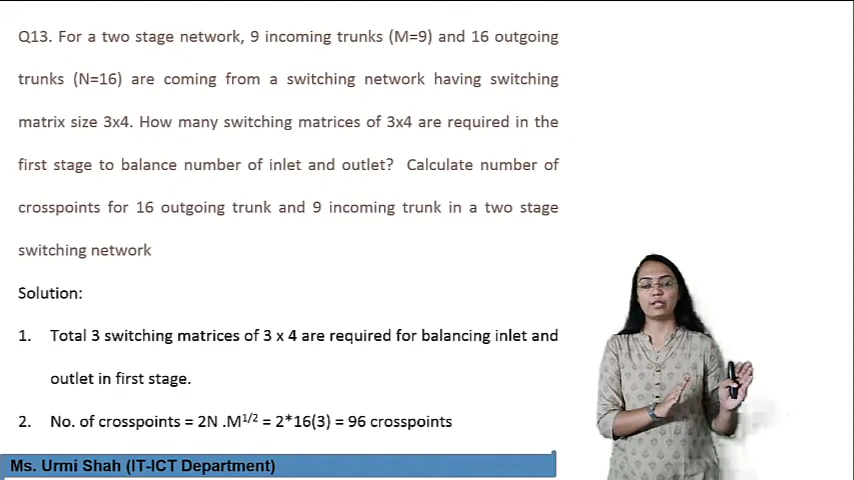 Q13. For a two stage network, 9 incoming trunks (M=9) and 16 outgoing
trunks (N=16) are coming from a switching network having switching
matrix size 3x4. How many switching matrices of 3x4 are required in the
first stage to balance number of inlet and outlet? Calculate number of
crosspoints for 16 outgoing trunk and 9 incoming trunk in a two stage
switching network
Solution:
1. Total 3 switching matrices of 3 x 4 are required for balancing inlet and
outlet in first stage.
2. No. of crosspoints = 2N .M^1/2 = 2*16(3) = 96 crosspoints
Ms. Urmi Shah (IT-ICT Department)